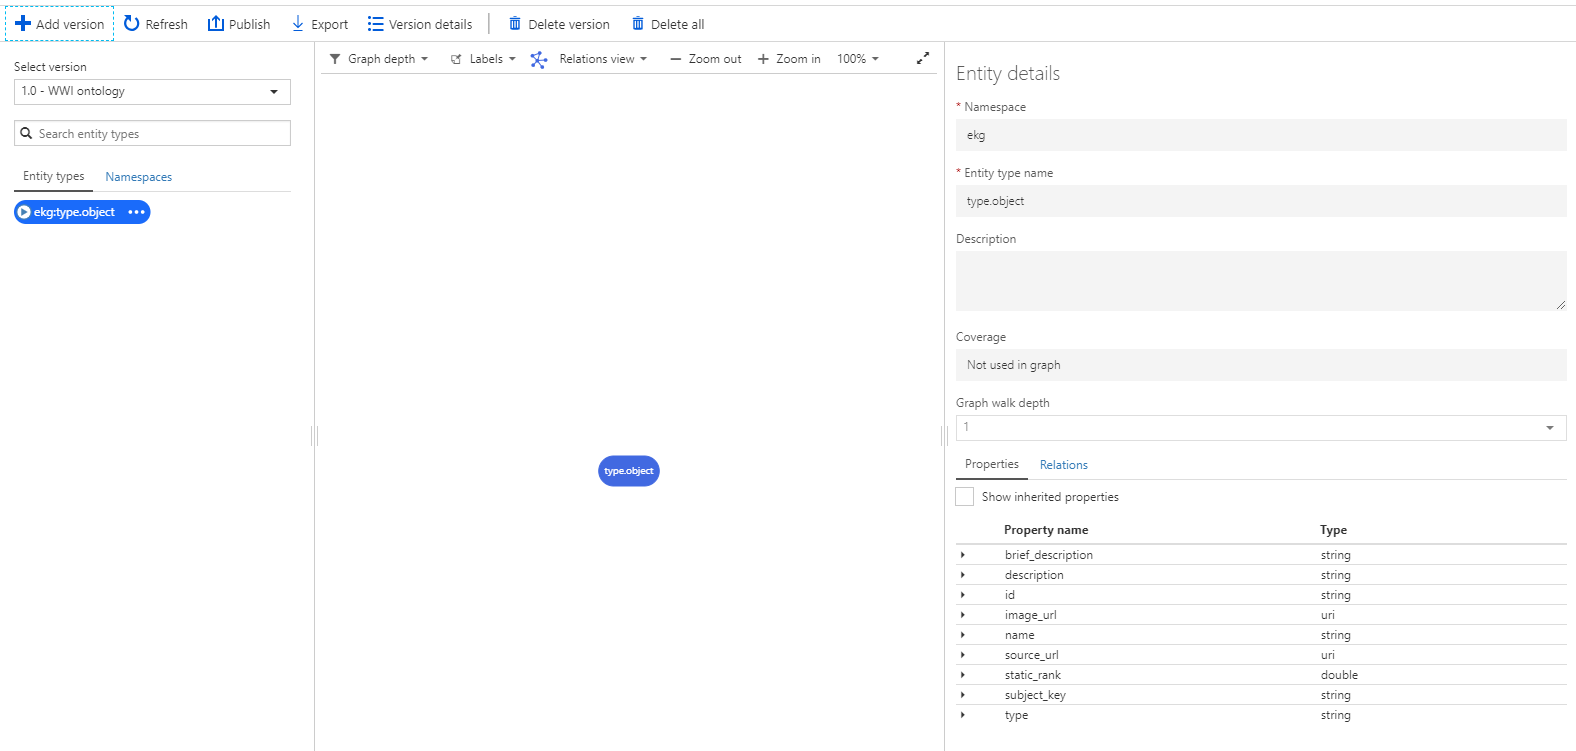 Add version Refresh Publish Export Version details Delete version Delete all
Select version
1.0 - WWI ontology
Search entity types
Entity types Namespaces
ekg:type.object
Graph depth Labels Relations view Zoom out Zoom in 100%
type.object
Entity details
* Namespace
ekg
* Entity type name
type.object
Description
Coverage
Not used in graph
Graph walk depth
1
Properties Relations
Show inherited properties
Property name Type
brief_description string
description string
id string
image_url uri
name string
source_url uri
static_rank double
subject_key string
type string